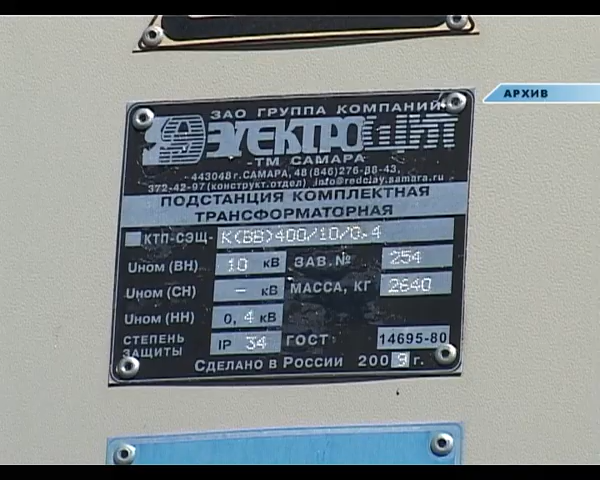 АРХИВ
ЗАО ГРУППА КОМПАНИЙ
ЭЛЕКТРОЩИТ
-ТМ САМАРА-
443048 г. САМАРА, 48 (846)276-88-43,
372-42-97(конструкт.отдел) ,info@redclay.samara.ru
ПОДСТАНЦИЯ КОМПЛЕКТНАЯ
ТРАНСФОРМАТОРНАЯ
КТП-СЭЩ- К(ВВ)400/10/0,4
Uном (ВН) 10 кВ ЗАВ.№ 254
Uном (СН) – кВ МАССА, КГ 2640
Uном (НН) 0,4 кВ
СТЕПЕНЬ ЗАЩИТЫ IP 34 ГОСТ 14695-80
СДЕЛАНО В РОССИИ 2009 г.